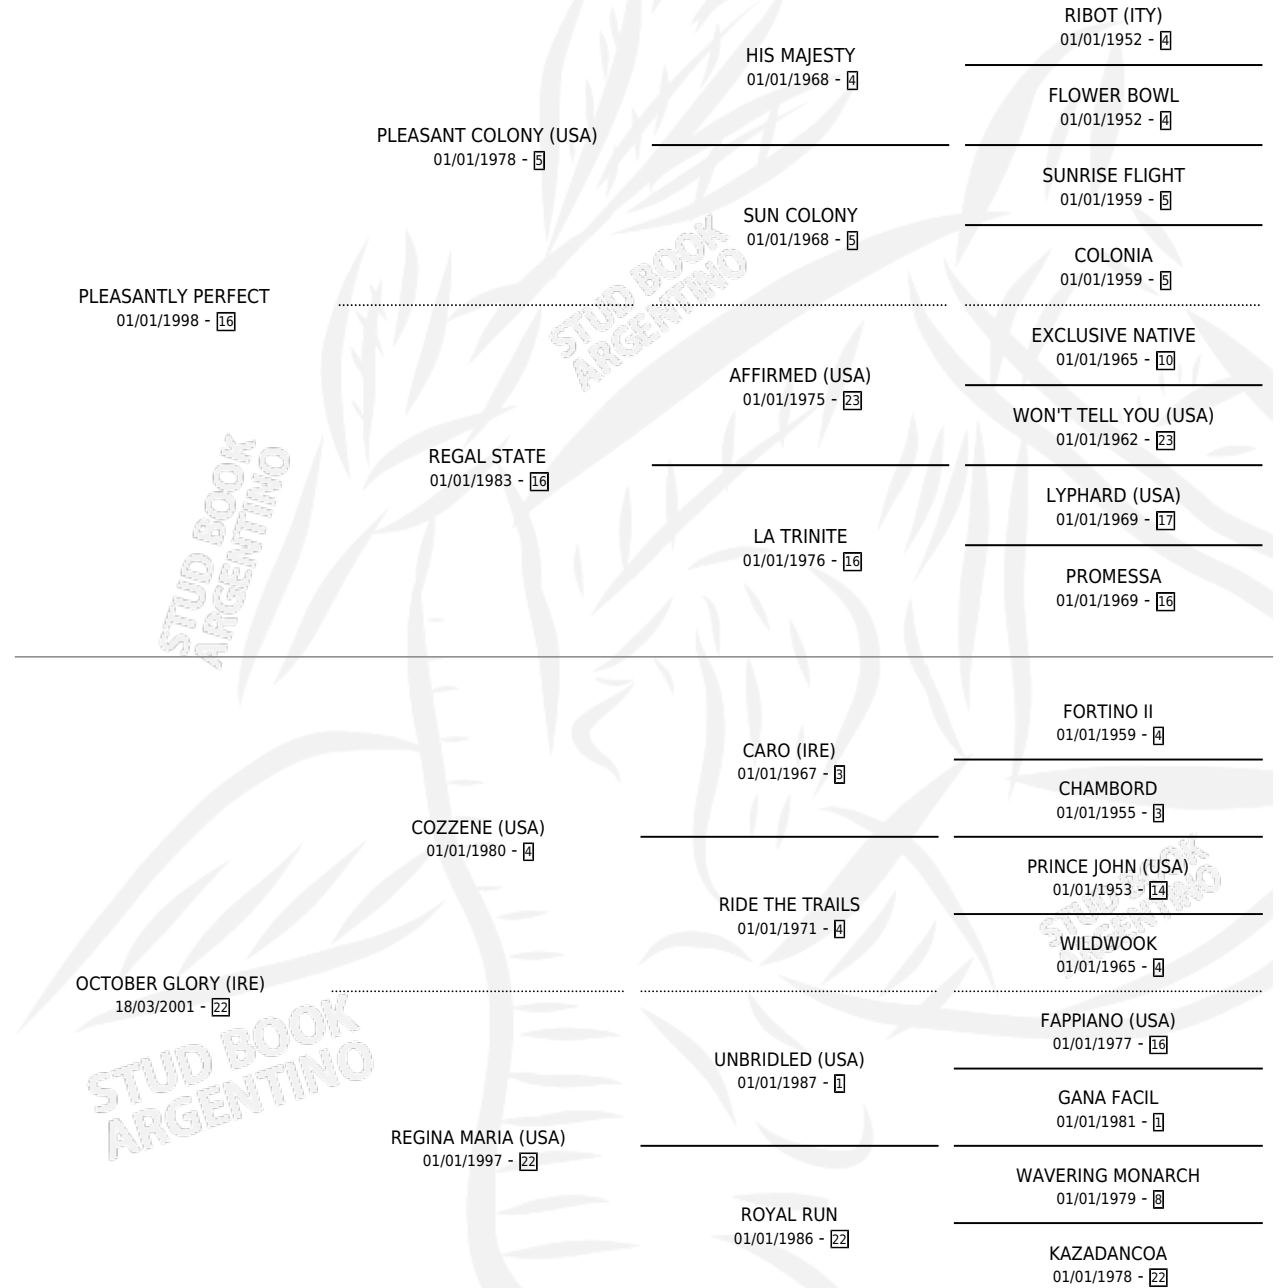 RIBOT (ITY)
01/01/1952 - 4
HIS MAJESTY
01/01/1968 - 4
FLOWER BOWL
01/01/1952 - 4
PLEASANT COLONY (USA)
01/01/1978 - 5
SUNRISE FLIGHT
01/01/1959 - 5
SUN COLONY
01/01/1968 - 5
COLONIA
01/01/1959 - 5
PLEASANTLY PERFECT
01/01/1998 - 16
EXCLUSIVE NATIVE
01/01/1965 - 10
AFFIRMED (USA)
01/01/1975 - 23
WON'T TELL YOU (USA)
01/01/1962 - 23
REGAL STATE
01/01/1983 - 16
LYPHARD (USA)
01/01/1969 - 17
LA TRINITE
01/01/1976 - 16
PROMESSA
01/01/1969 - 16
FORTINO II
01/01/1959 - 4
CARO (IRE)
01/01/1967 - 3
CHAMBORD
01/01/1955 - 3
COZZENE (USA)
01/01/1980 - 4
PRINCE JOHN (USA)
01/01/1953 - 14
RIDE THE TRAILS
01/01/1971 - 4
WILDWOOK
01/01/1965 - 4
OCTOBER GLORY (IRE)
18/03/2001 - 22
FAPPIANO (USA)
01/01/1977 - 16
UNBRIDLED (USA)
01/01/1987 - 1
GANA FACIL
01/01/1981 - 1
REGINA MARIA (USA)
01/01/1997 - 22
WAVERING MONARCH
01/01/1979 - 8
ROYAL RUN
01/01/1986 - 22
KAZADANCOA
01/01/1978 - 22
STUD BOOK
ARGENTINO
STUD BOOK
ARGENTINO
STUD BOOK
ARGENTINO
STUD BOOK
ARGENTINO